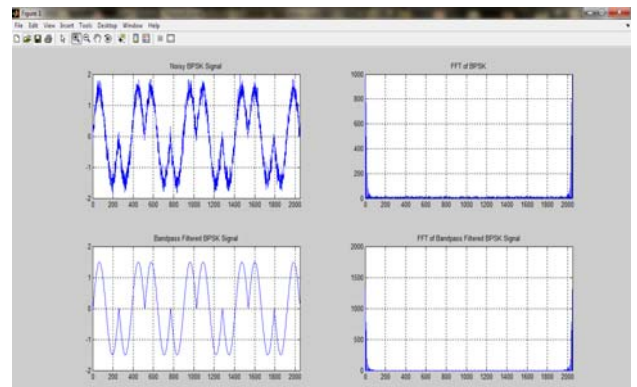 Figure 1
File Edit View Insert Tools Desktop Window Help
Noisy BPSK Signal
2
1
0
-1
-2
0 200 400 600 800 1000 1200 1400 1600 1800 2000
FFT of BPSK
1000
800
600
400
200
0
0 200 400 600 800 1000 1200 1400 1600 1800 2000
Bandpass Filtered BPSK Signal
2
1
0
-1
-2
0 200 400 600 800 1000 1200 1400 1600 1800 2000
FFT of Bandpass Filtered BPSK Signal
2000
1500
1000
500
0
0 200 400 600 800 1000 1200 1400 1600 1800 2000